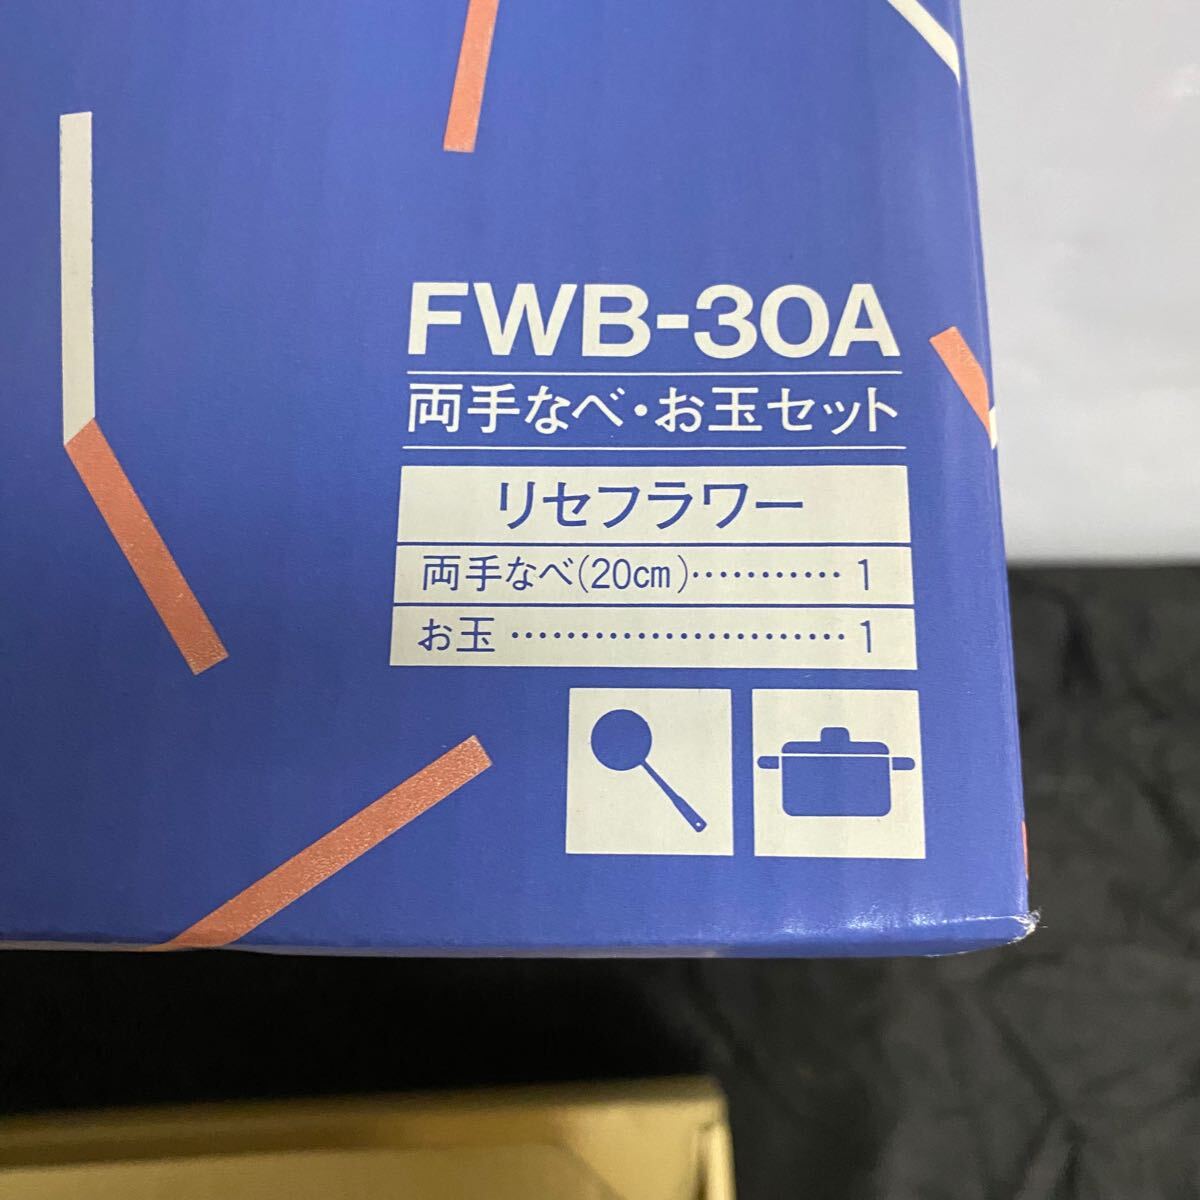 FWB-30A
両手なべ・お玉セット
リセフラワー
両手なべ(20cm)…………1
お玉……………………1